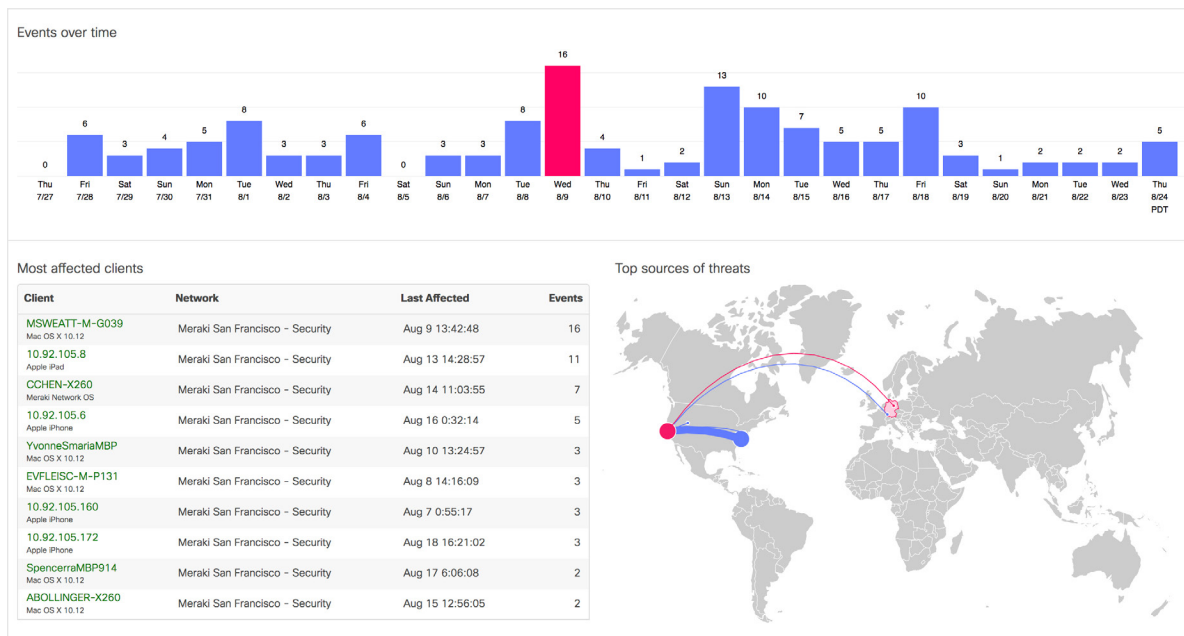 Events over time
0 6 3 4 5 8 3 3 6 0 3 3 8 16 4 1 2 13 10 7 5 5 10 3 1 2 2 2 5
Thu Fri Sat Sun Mon Tue Wed Thu Fri Sat Sun Mon Tue Wed Thu Fri Sat Sun Mon Tue Wed Thu Fri Sat Sun Mon Tue Wed Thu
7/27 7/28 7/29 7/30 7/31 8/1 8/2 8/3 8/4 8/5 8/6 8/7 8/8 8/9 8/10 8/11 8/12 8/13 8/14 8/15 8/16 8/17 8/18 8/19 8/20 8/21 8/22 8/23 8/24
PDT
Most affected clients
Client Network Last Affected Events
MSWEATT-M-G039
Mac OS X 10.12
Meraki San Francisco - Security Aug 9 13:42:48 16
10.92.105.8
Apple iPad
Meraki San Francisco - Security Aug 13 14:28:57 11
CCHEN-X260
Meraki Network OS
Meraki San Francisco - Security Aug 14 11:03:55 7
10.92.105.6
Apple iPhone
Meraki San Francisco - Security Aug 16 0:32:14 5
YvonneSmariaMBP
Mac OS X 10.12
Meraki San Francisco - Security Aug 10 13:24:57 3
EVFLEISC-M-P131
Mac OS X 10.12
Meraki San Francisco - Security Aug 8 14:16:09 3
10.92.105.160
Apple iPhone
Meraki San Francisco - Security Aug 7 0:55:17 3
10.92.105.172
Apple iPhone
Meraki San Francisco - Security Aug 18 16:21:02 3
SpencerraMBP914
Mac OS X 10.12
Meraki San Francisco - Security Aug 17 6:06:08 2
ABOLLINGER-X260
Mac OS X 10.12
Meraki San Francisco - Security Aug 15 12:56:05 2
Top sources of threats